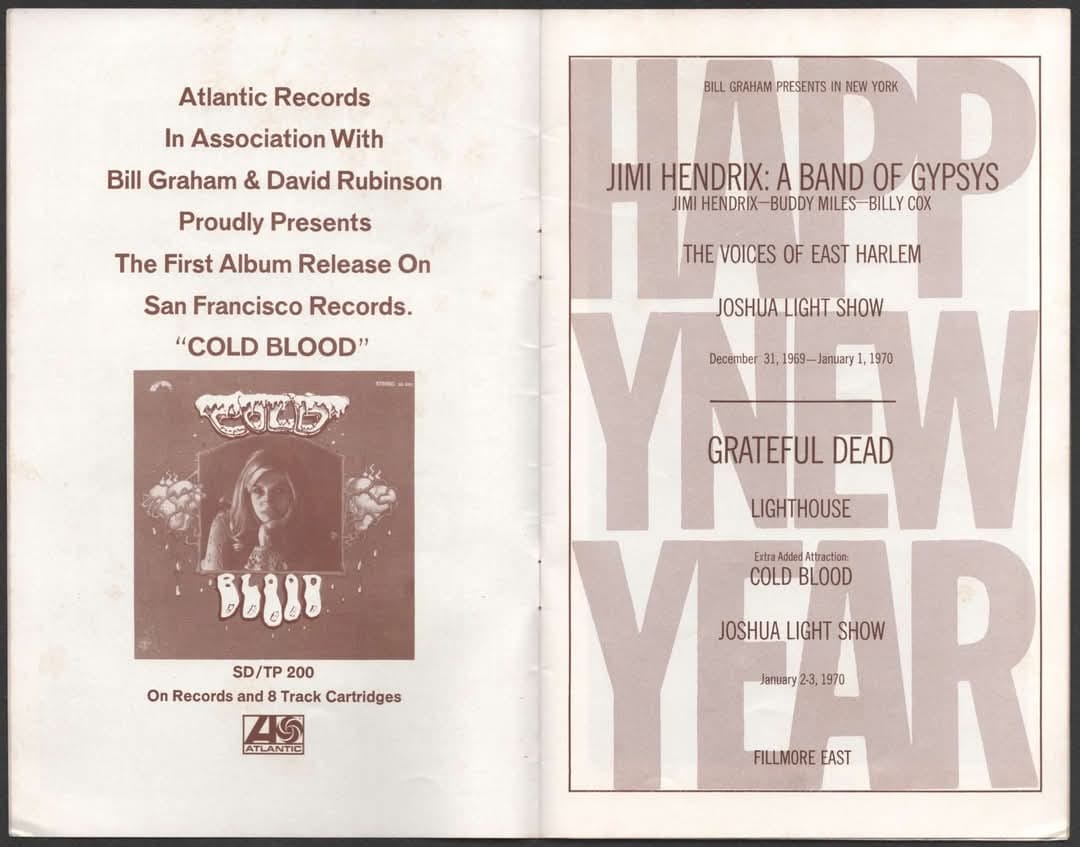 Atlantic Records
In Association With
Bill Graham & David Rubinson
Proudly Presents
The First Album Release On
San Francisco Records.
“COLD BLOOD”
STEREO
COLD
BLOOD
SD/TP 200
On Records and 8 Track Cartridges
ATLANTIC
HAPP
YNEW
YEAR
BILL GRAHAM PRESENTS IN NEW YORK
JIMI HENDRIX: A BAND OF GYPSYS
JIMI HENDRIX—BUDDY MILES—BILLY COX
THE VOICES OF EAST HARLEM
JOSHUA LIGHT SHOW
December 31, 1969—January 1, 1970
GRATEFUL DEAD
LIGHTHOUSE
Extra Added Attraction:
COLD BLOOD
JOSHUA LIGHT SHOW
January 2-3, 1970
FILLMORE EAST